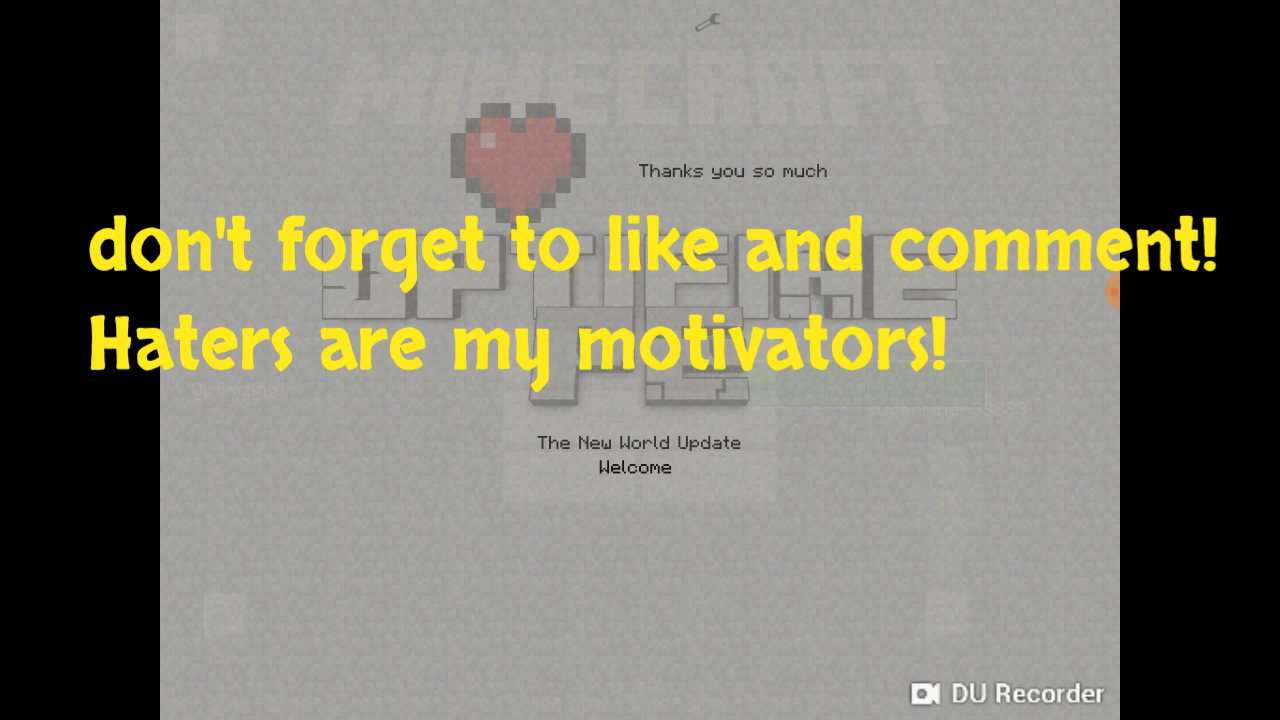 MINECRAFT
Thanks you so much
don't forget to like and comment!
Haters are my motivators!
The New World Update
Welcome
DU Recorder